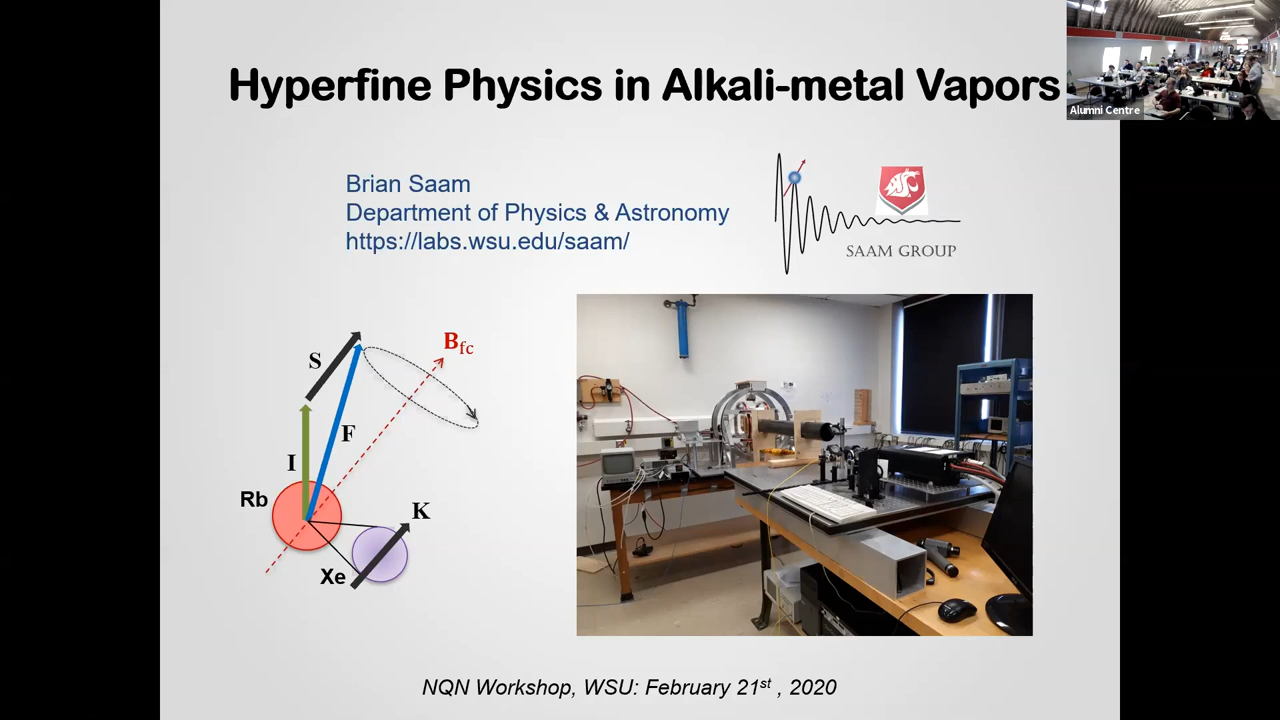 Hyperfine Physics in Alkali-metal Vapors
Alumni Centre
Brian Saam
Department of Physics & Astronomy
https://labs.wsu.edu/saam/
SAAM GROUP
B_fc
S
F
I
Rb
K
Xe
NQN Workshop, WSU: February 21st , 2020